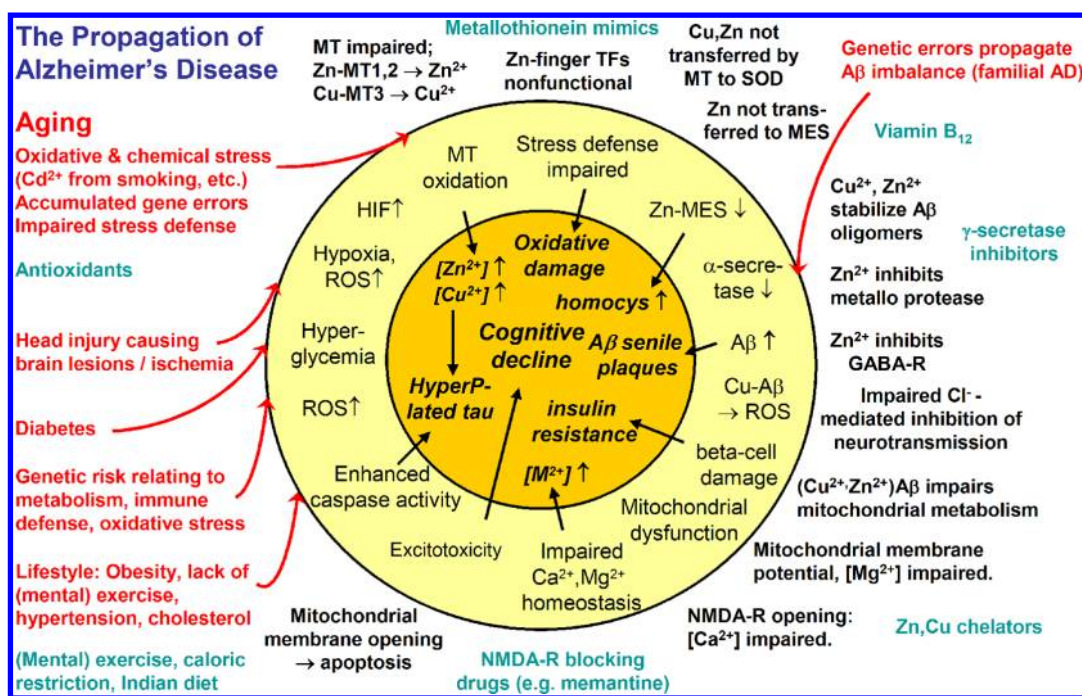 The Propagation of
Alzheimer's Disease
Aging
Oxidative & chemical stress
(Cd²⁺ from smoking, etc.)
Accumulated gene errors
Impaired stress defense
Antioxidants
Head injury causing
brain lesions / ischemia
Diabetes
Genetic risk relating to
metabolism, immune
defense, oxidative stress
Lifestyle: Obesity, lack of
(mental) exercise,
hypertension, cholesterol
(Mental) exercise, caloric
restriction, Indian diet
MT impaired;
Zn-MT1,2 → Zn²⁺
Cu-MT3 → Cu²⁺
Metallothionein mimics
Zn-finger TFs
nonfunctional
Cu,Zn not
transferred by
MT to SOD
Zn not trans-
ferred to MES
Genetic errors propagate
Aβ imbalance (familial AD)
Viamin B₁₂
Cu²⁺, Zn²⁺
stabilize Aβ
oligomers
γ-secretase
inhibitors
Zn²⁺ inhibits
metallo protease
Zn²⁺ inhibits
GABA-R
Impaired Cl⁻ -
mediated inhibition of
neurotransmission
(Cu²⁺,Zn²⁺)Aβ impairs
mitochondrial metabolism
Mitochondrial membrane
potential, [Mg²⁺] impaired.
NMDA-R opening:
[Ca²⁺] impaired.
Zn,Cu chelators
NMDA-R blocking
drugs (e.g. memantine)
Mitochondrial
membrane opening
→ apoptosis
MT
oxidation
Stress defense
impaired
HIF↑
Zn-MES ↓
Hypoxia,
ROS↑
α-secre-
tase ↓
Hyper-
glycemia
Aβ ↑
ROS↑
Cu-Aβ
→ ROS
Enhanced
caspase activity
beta-cell
damage
Excitotoxicity
Impaired
Ca²⁺,Mg²⁺
homeostasis
Mitochondrial
dysfunction
Oxidative
damage
[Zn²⁺] ↑
[Cu²⁺] ↑
homocys ↑
Cognitive
decline
Aβ senile
plaques
HyperP-
lated tau
insulin
resistance
[M²⁺] ↑